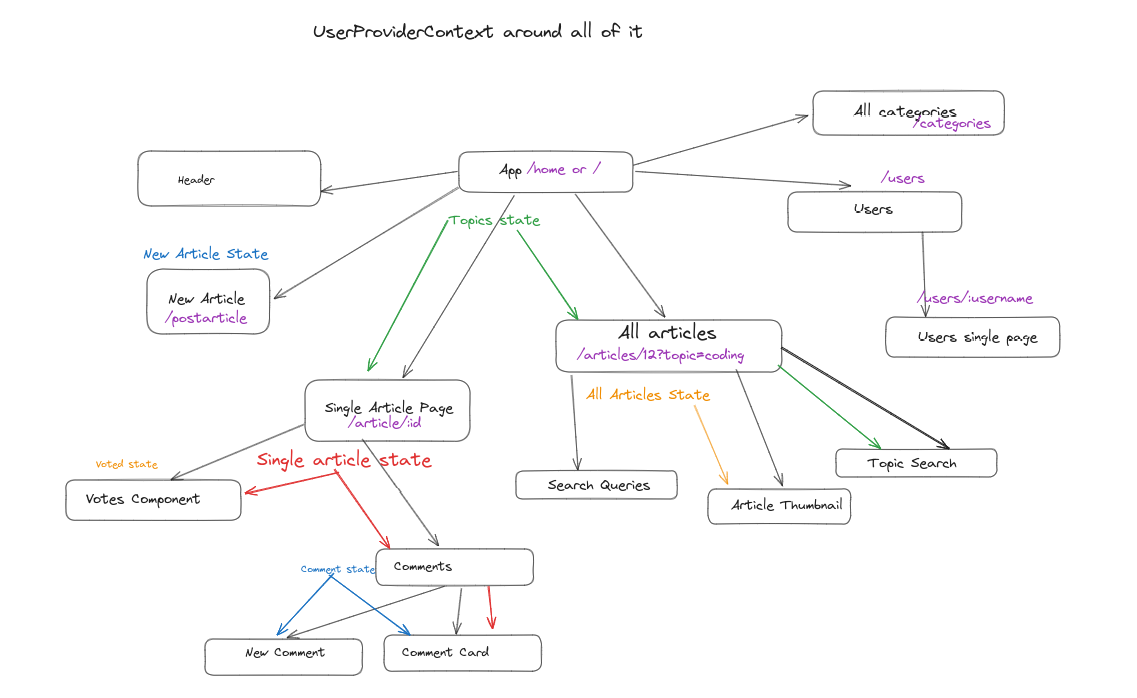 UserProviderContext around all of it
All categories
/categories
Header
App /home or /
/users
Users
Topics state
New Article State
New Article
/postarticle
/users/:username
Users single page
All articles
/articles/12?topic=coding
All Articles State
Single Article Page
/article/:id
Voted state
Single article state
Topic Search
Votes Component
Search Queries
Article Thumbnail
Comment state
Comments
New Comment
Comment Card